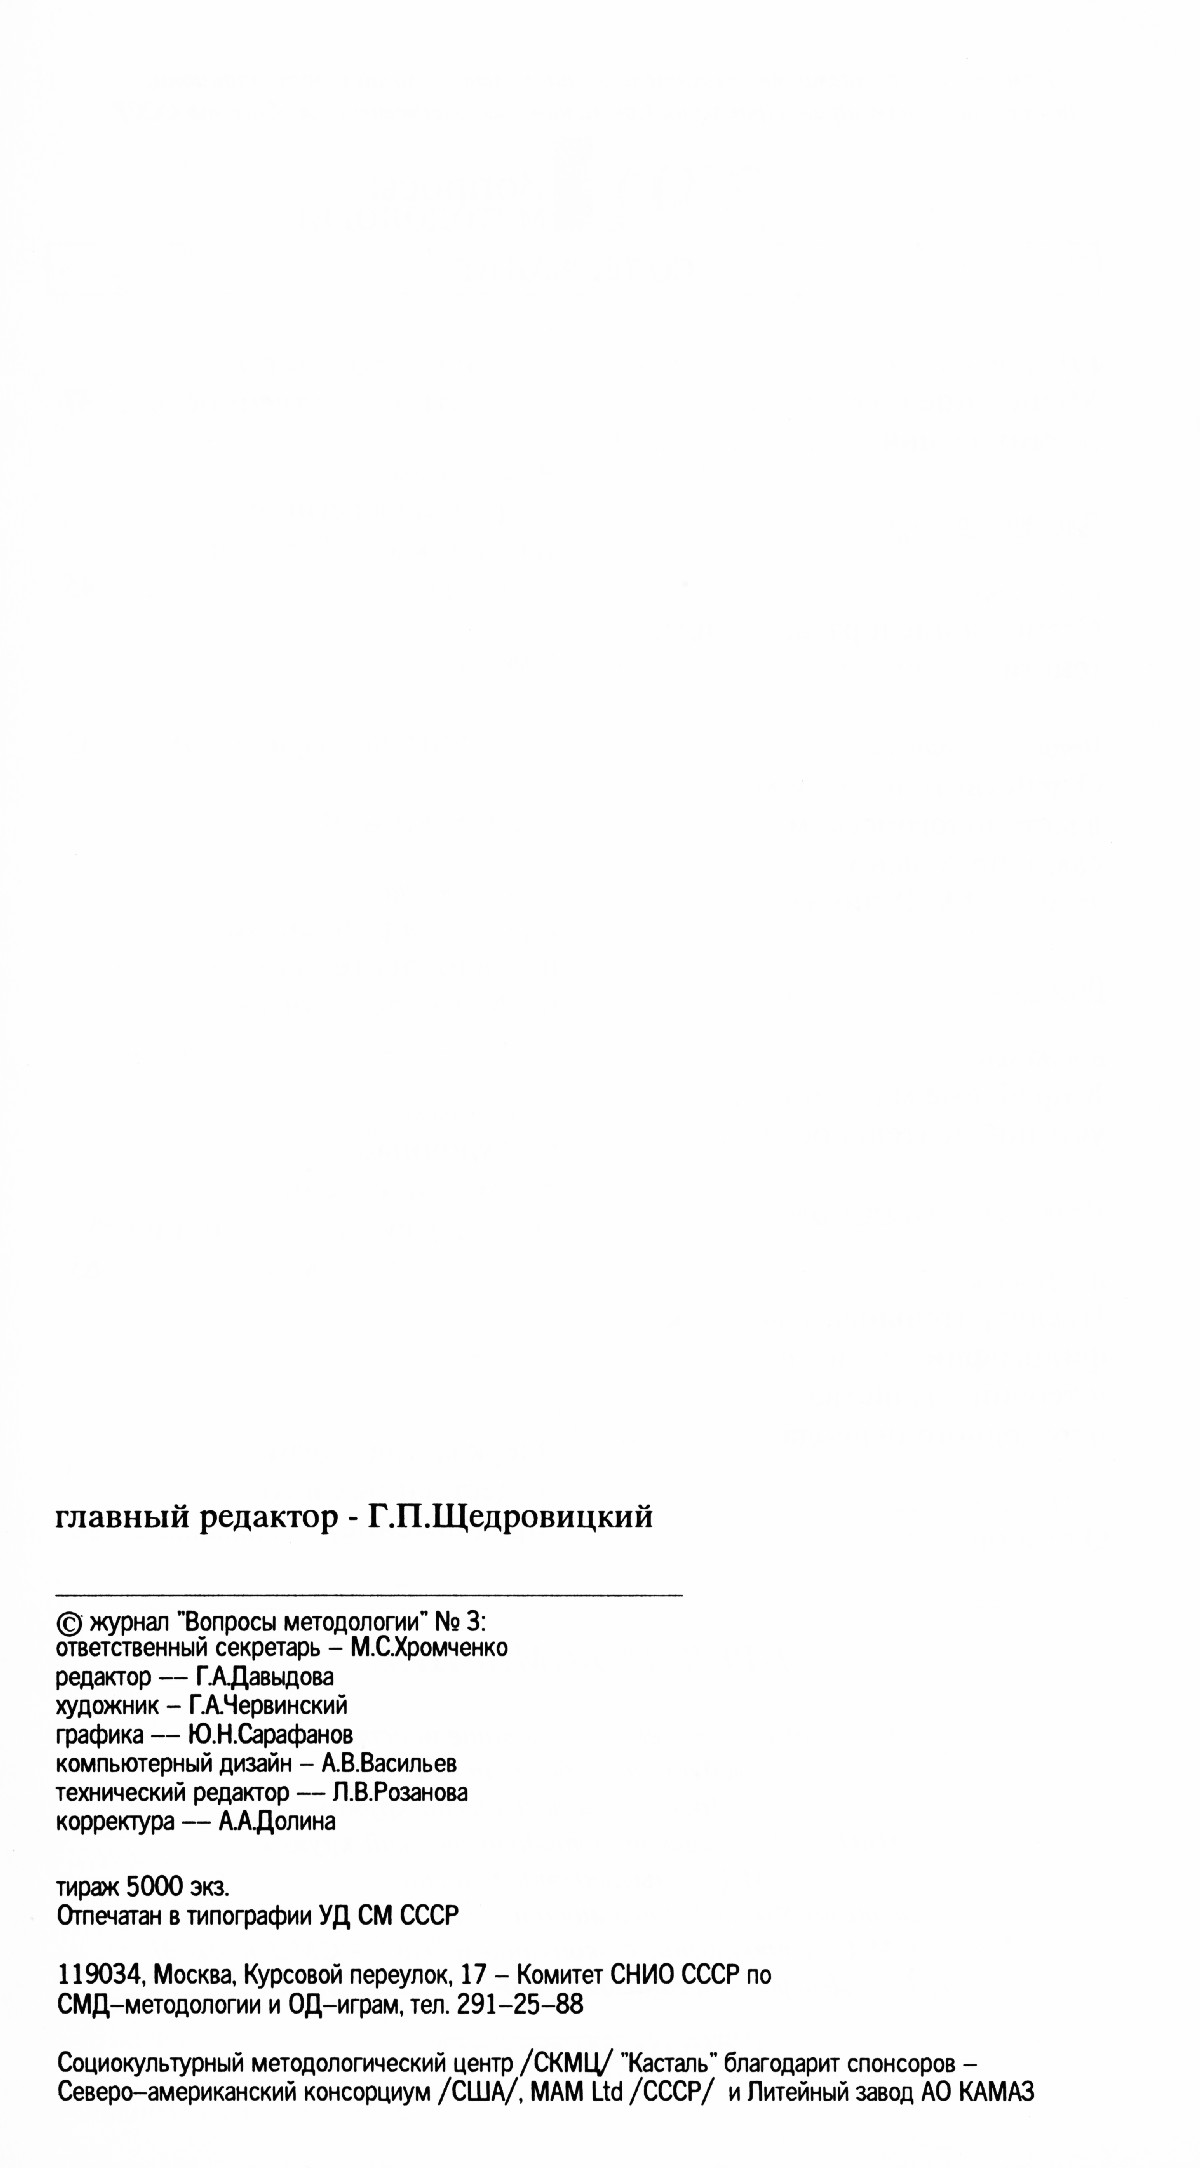 главный редактор - Г.П.Щедровицкий
© журнал "Вопросы методологии" № 3:
ответственный секретарь – М.С.Хромченко
редактор –– Г.А.Давыдова
художник – Г.А.Червинский
графика –– Ю.Н.Сарафанов
компьютерный дизайн – А.В.Васильев
технический редактор –– Л.В.Розанова
корректура –– А.А.Долина
тираж 5000 экз.
Отпечатан в типографии УД СМ СССР
119034, Москва, Курсовой переулок, 17 – Комитет СНИО СССР по
СМД–методологии и ОД–играм, тел. 291–25–88
Социокультурный методологический центр /СКМЦ/ "Касталь" благодарит спонсоров –
Северо–американский консорциум /США/, МАМ Ltd /СССР/ и Литейный завод АО КАМАЗ